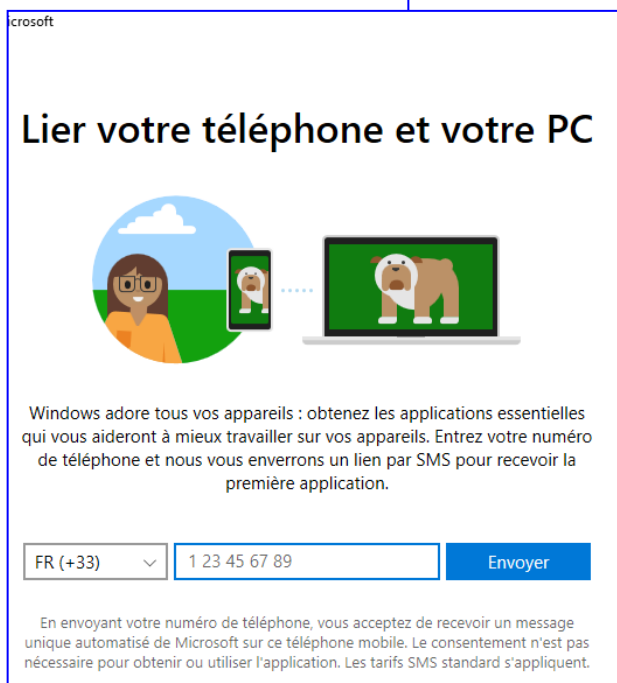 icrosoft
Lier votre téléphone et votre PC
Windows adore tous vos appareils : obtenez les applications essentielles
qui vous aideront à mieux travailler sur vos appareils. Entrez votre numéro
de téléphone et nous vous enverrons un lien par SMS pour recevoir la
première application.
FR (+33) 1 23 45 67 89 Envoyer
En envoyant votre numéro de téléphone, vous acceptez de recevoir un message
unique automatisé de Microsoft sur ce téléphone mobile. Le consentement n'est pas
nécessaire pour obtenir ou utiliser l'application. Les tarifs SMS standard s'appliquent.